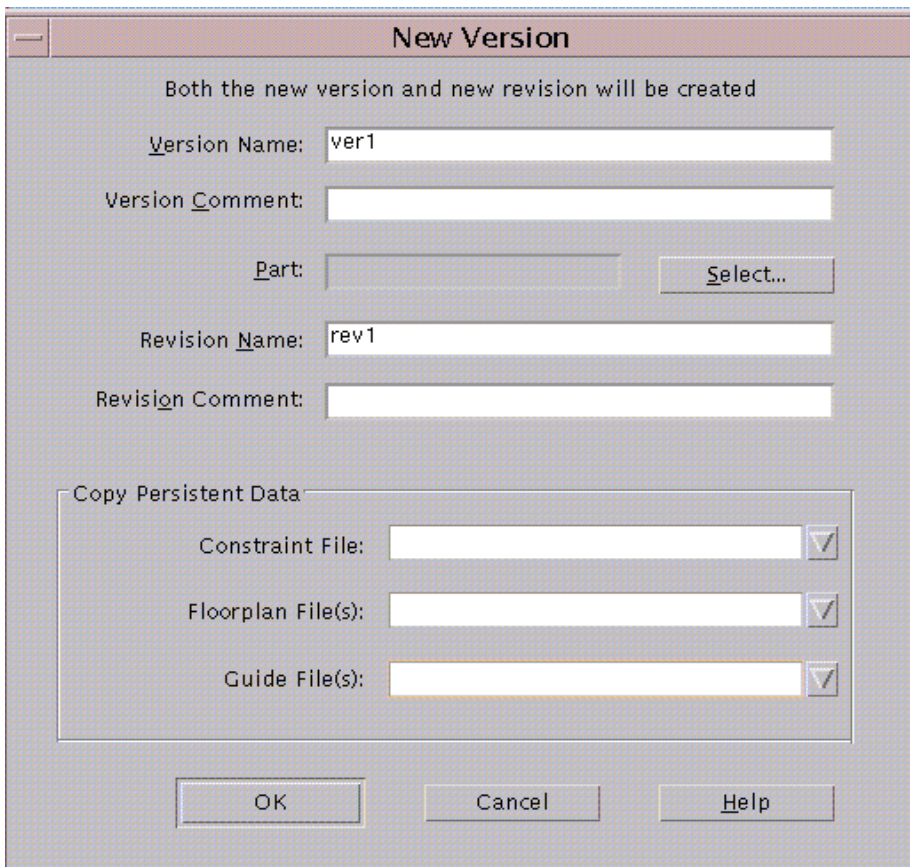 New Version
Both the new version and new revision will be created
Version Name: ver1
Version Comment:
Part: Select...
Revision Name: rev1
Revision Comment:
Copy Persistent Data
Constraint File:
Floorplan File(s):
Guide File(s):
OK Cancel Help